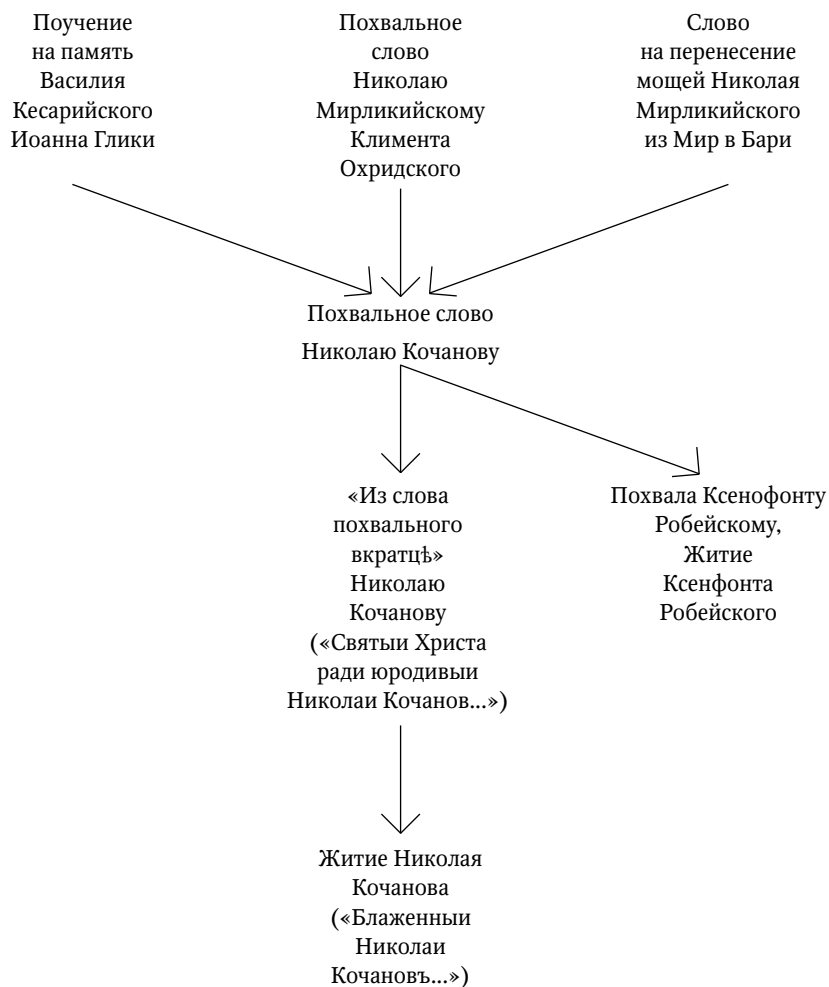 Поучение
на память
Василия
Кесарийского
Иоанна Глики
Похвальное
слово
Николаю
Мирликийскому
Климента
Охридского
Слово
на перенесение
мощей Николая
Мирликийского
из Мир в Бари
Похвальное слово
Николаю Кочанову
«Из слова
похвального
вкратцѣ»
Николаю
Кочанову
(«Святыи Христа
ради юродивыи
Николаи Кочанов...»)
Похвала Ксенофонту
Робейскому,
Житие
Ксенфонта
Робейского
Житие Николая
Кочанова
(«Блаженныи
Николаи
Кочановъ...»)